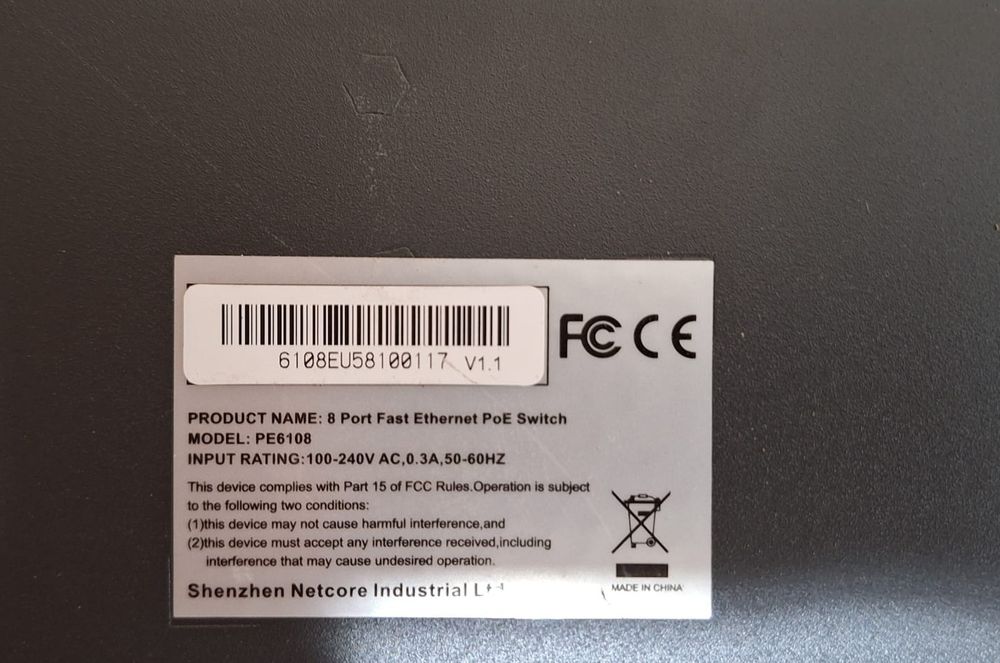 6108EU58100117 V1.1
FC CE
PRODUCT NAME: 8 Port Fast Ethernet PoE Switch
MODEL: PE6108
INPUT RATING:100-240V AC,0.3A,50-60HZ
This device complies with Part 15 of FCC Rules.Operation is subject
to the following two conditions:
(1)this device may not cause harmful interference,and
(2)this device must accept any interference received,including
interference that may cause undesired operation.
Shenzhen Netcore Industrial
MADE IN CHINA